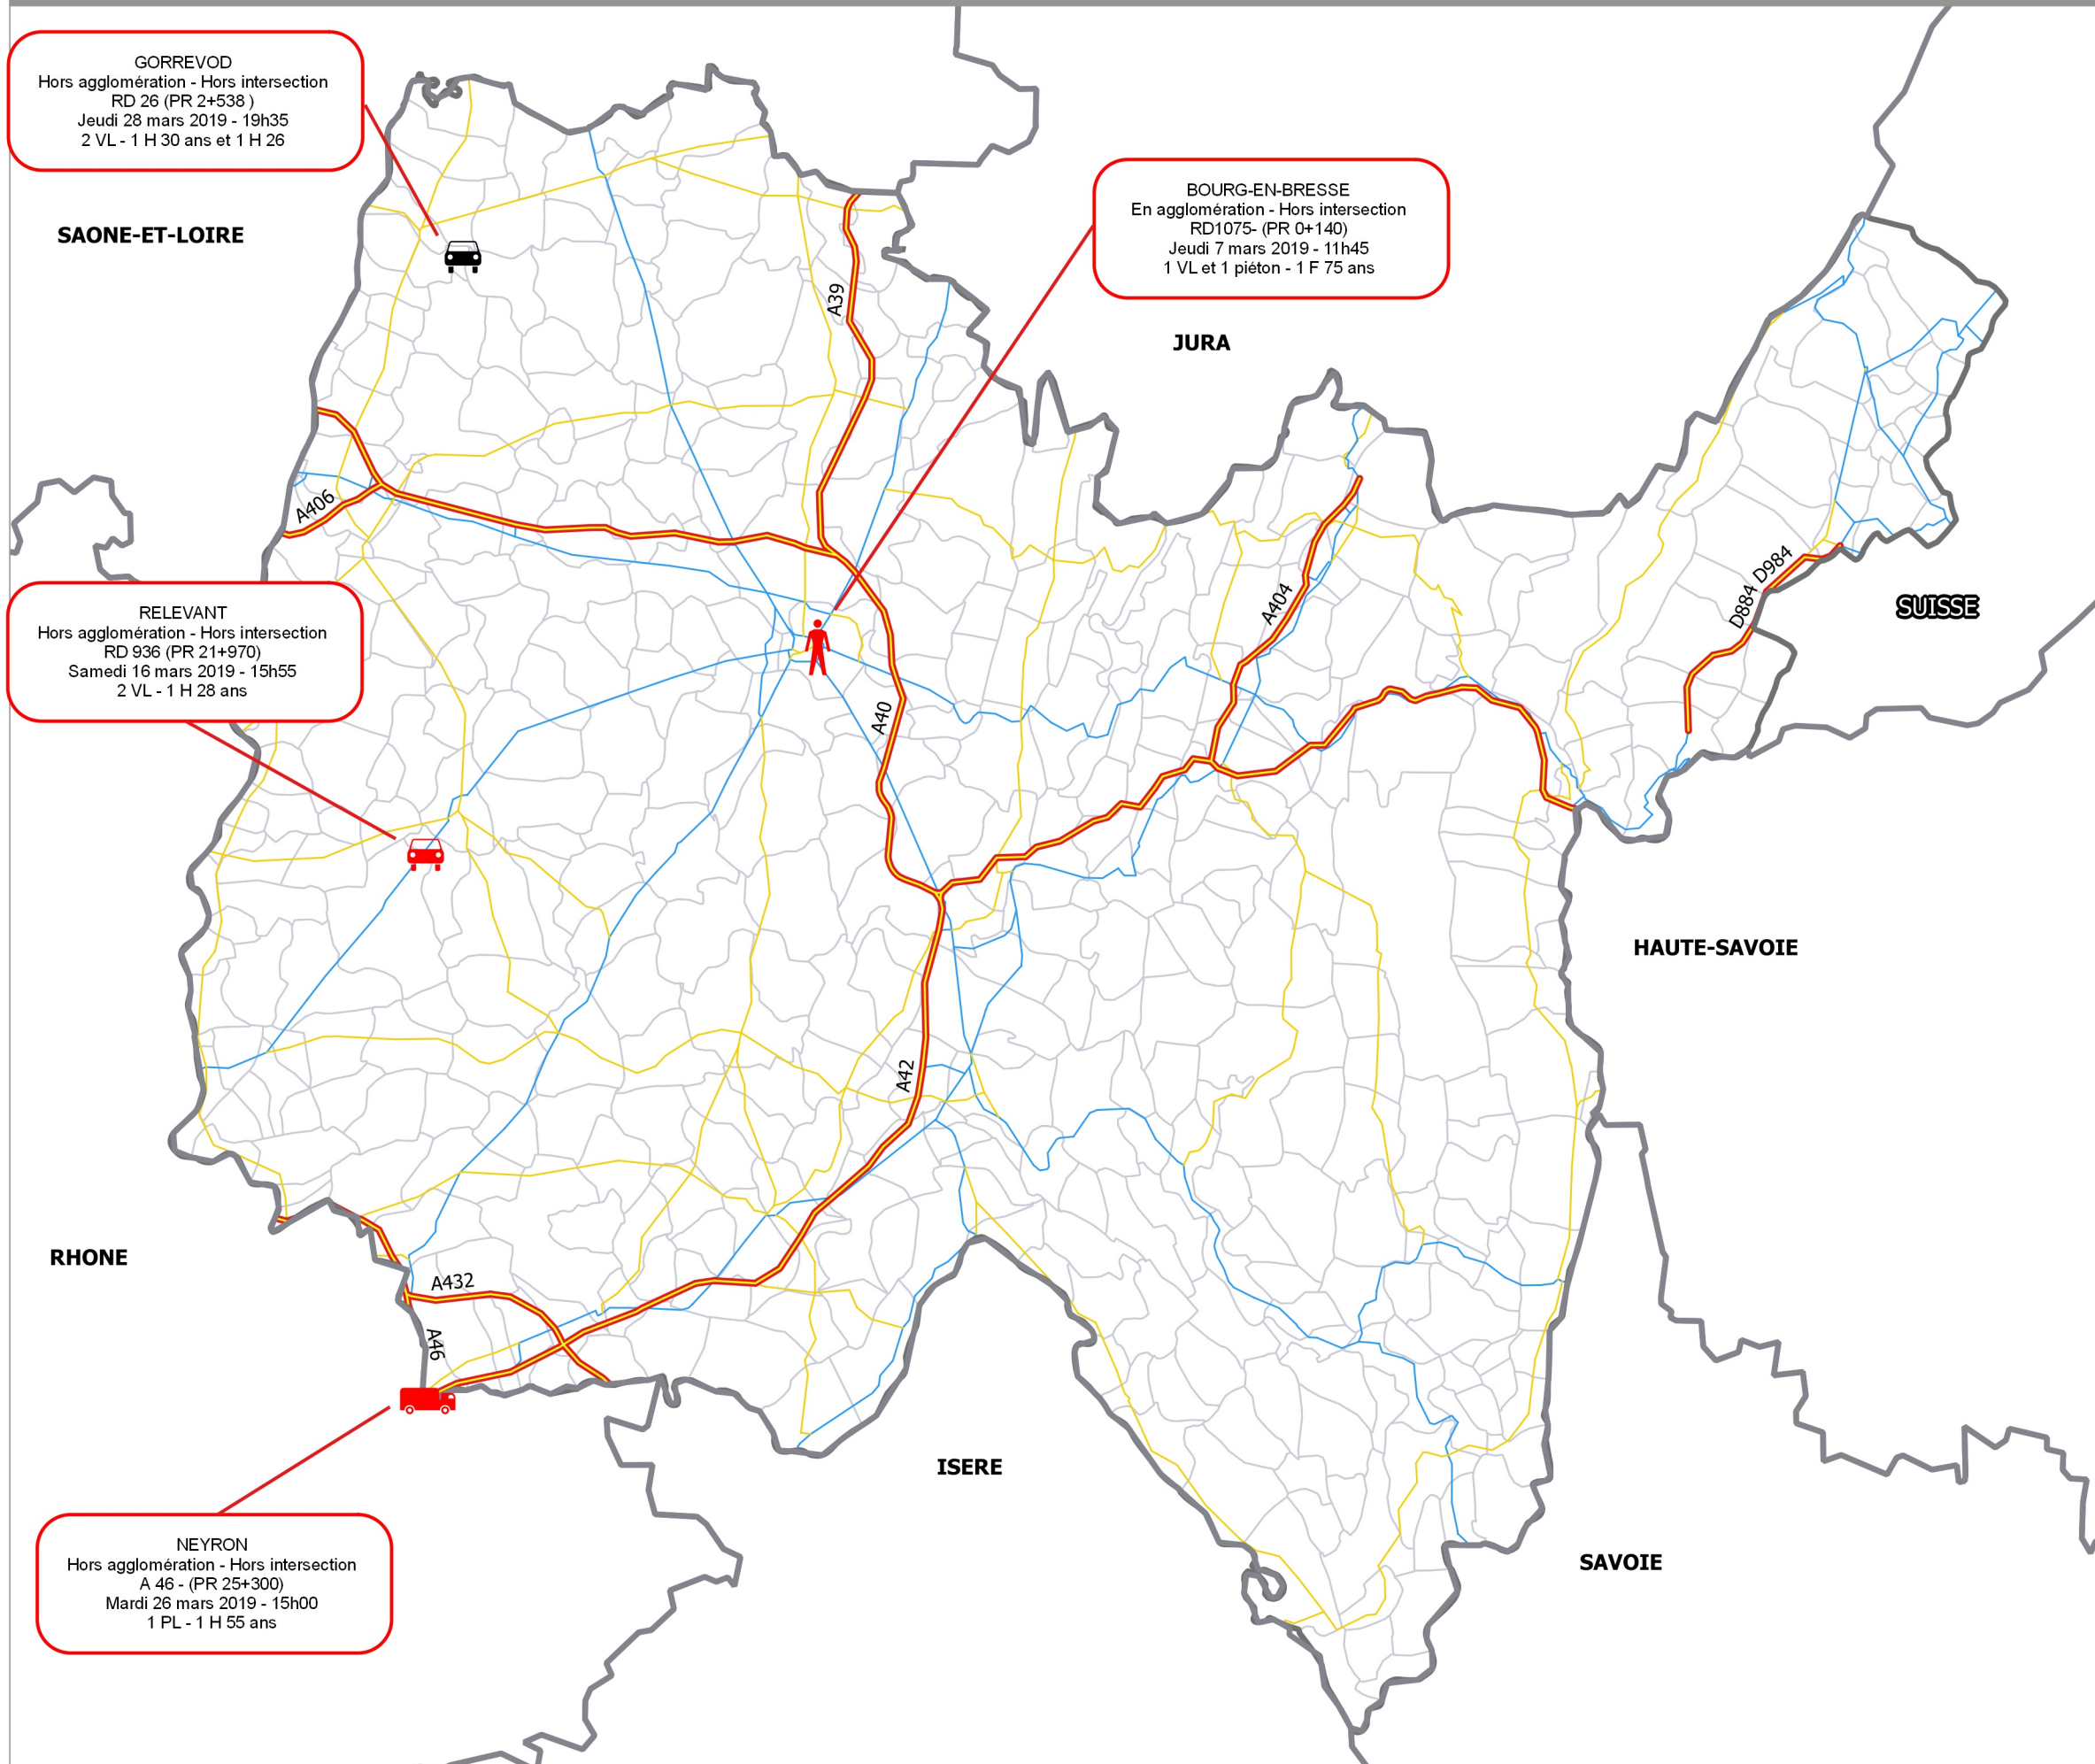 GORREVOD
Hors agglomération - Hors intersection
RD 26 (PR 2+538 )
Jeudi 28 mars 2019 - 19h35
2 VL - 1 H 30 ans et 1 H 26
BOURG-EN-BRESSE
En agglomération - Hors intersection
RD1075- (PR 0+140)
Jeudi 7 mars 2019 - 11h45
1 VL et 1 piéton - 1 F 75 ans
SAONE-ET-LOIRE
A39
JURA
A406
D984
D884
A404
SUISSE
RELEVANT
Hors agglomération - Hors intersection
RD 936 (PR 21+970)
Samedi 16 mars 2019 - 15h55
2 VL - 1 H 28 ans
A40
HAUTE-SAVOIE
A42
RHONE
A432
A46
ISERE
NEYRON
Hors agglomération - Hors intersection
A 46 - (PR 25+300)
Mardi 26 mars 2019 - 15h00
1 PL - 1 H 55 ans
SAVOIE